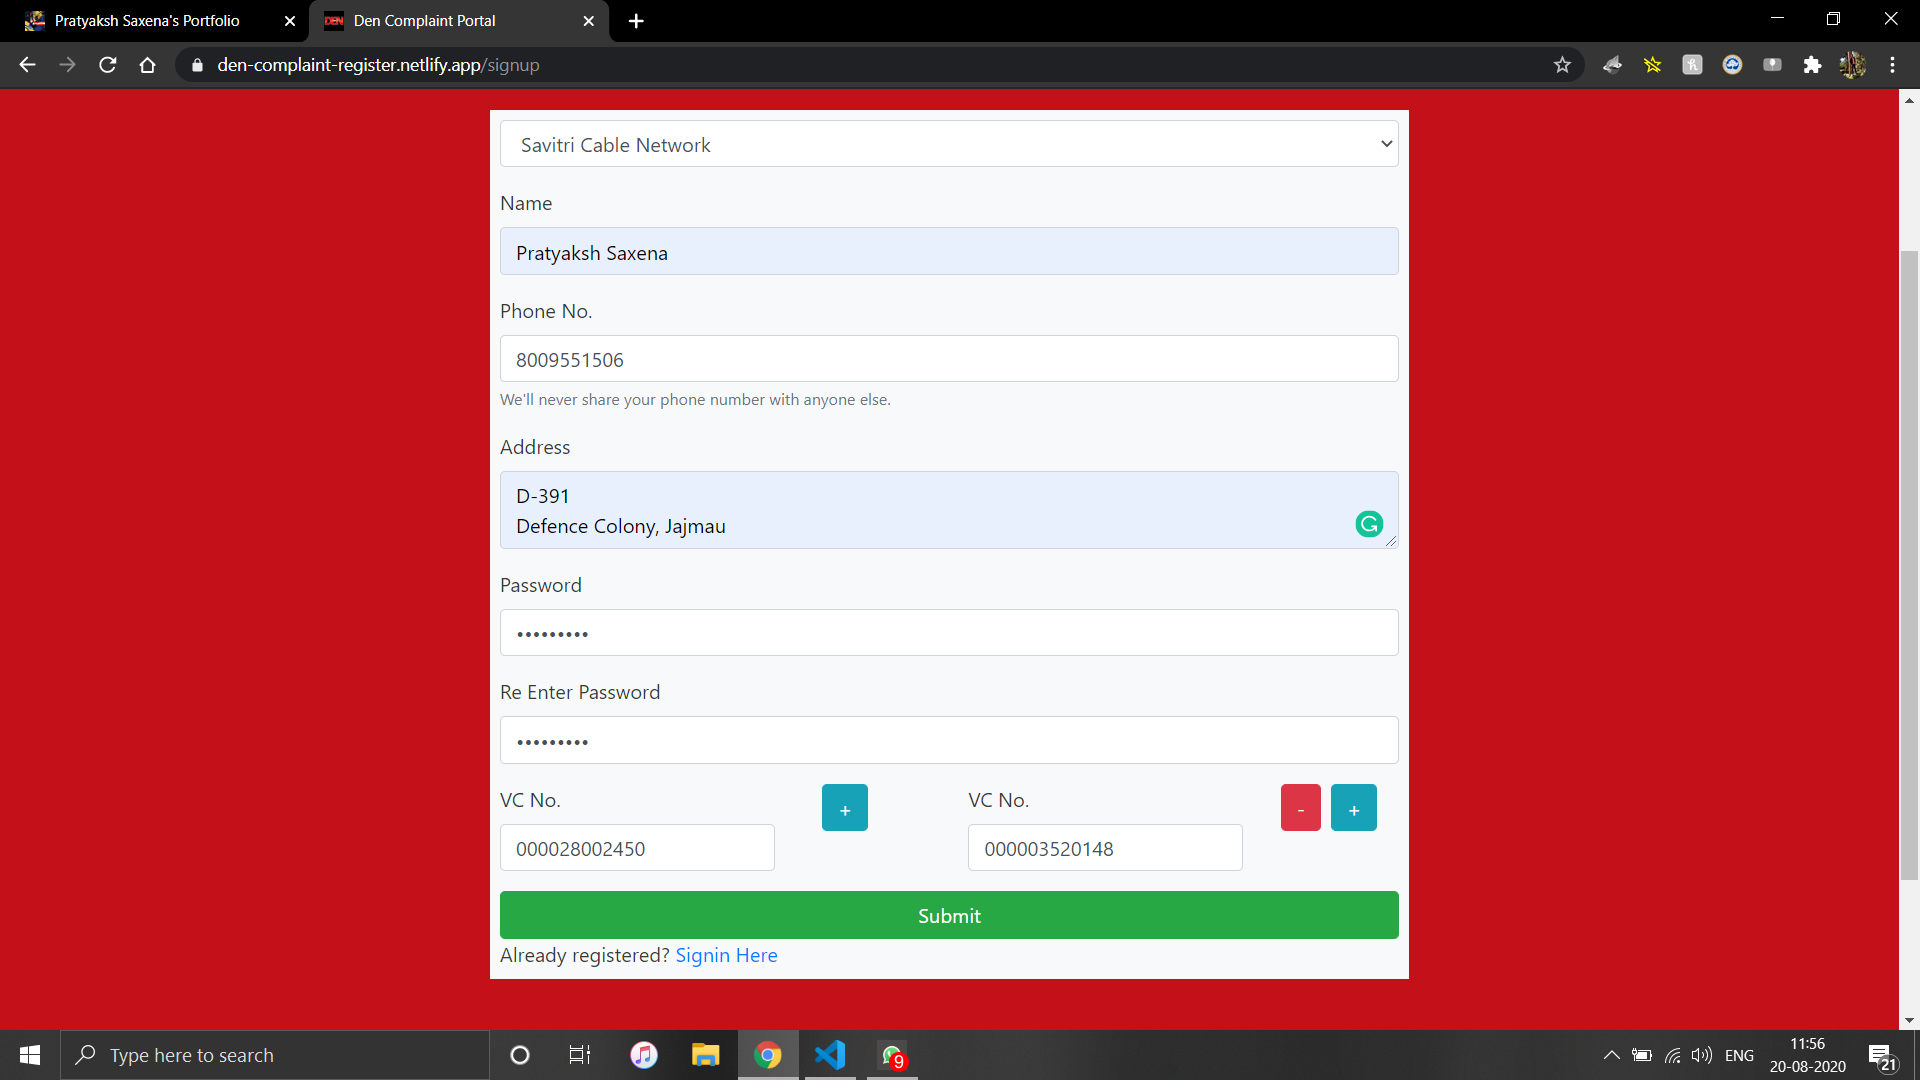 Pratyaksh Saxena's Portfolio
DEN Den Complaint Portal
den-complaint-register.netlify.app/signup
Savitri Cable Network
Name
Pratyaksh Saxena
Phone No.
8009551506
We'll never share your phone number with anyone else.
Address
D-391
Defence Colony, Jajmau
Password
•••••••••
Re Enter Password
•••••••••
VC No. + VC No. - +
000028002450 000003520148
Submit
Already registered? Signin Here
Type here to search
9
ENG
11:56
20-08-2020
21